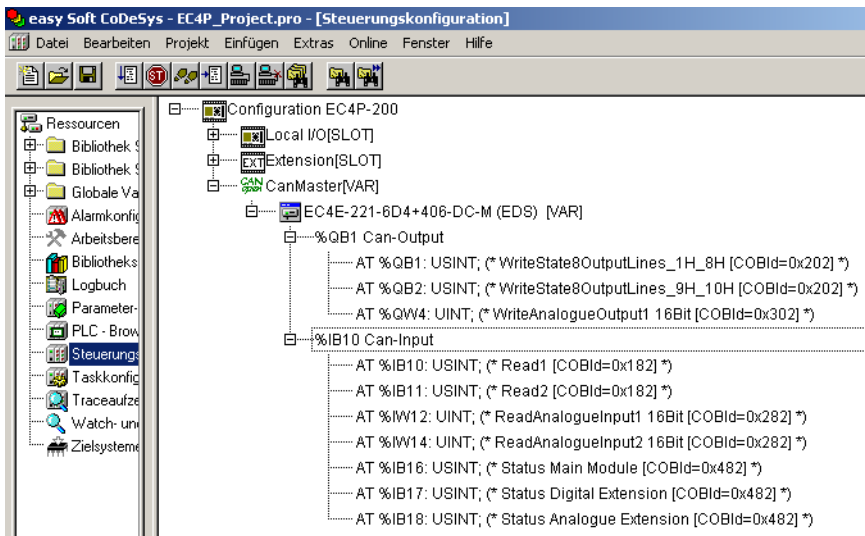 easy Soft CoDeSys - EC4P_Project.pro - [Steuerungskonfiguration]
Datei Bearbeiten Projekt Einfügen Extras Online Fenster Hilfe
Ressourcen
Bibliothek S
Bibliothek S
Globale Va
Alarmkonfig
Arbeitsbere
Bibliotheks
Logbuch
Parameter-
PLC - Brow
Steuerungs
Taskkonfig
Traceaufze
Watch- und
Zielsysteme
Configuration EC4P-200
Local I/O[SLOT]
EXT Extension[SLOT]
CAN open CanMaster[VAR]
EC4E-221-6D4+406-DC-M (EDS) [VAR]
%QB1 Can-Output
AT %QB1: USINT; (* WriteState8OutputLines_1H_8H [COBId=0x202] *)
AT %QB2: USINT; (* WriteState8OutputLines_9H_10H [COBId=0x202] *)
AT %QW4: UINT; (* WriteAnalogueOutput1 16Bit [COBId=0x302] *)
%IB10 Can-Input
AT %IB10: USINT; (* Read1 [COBId=0x182] *)
AT %IB11: USINT; (* Read2 [COBId=0x182] *)
AT %IW12: UINT; (* ReadAnalogueInput1 16Bit [COBId=0x282] *)
AT %IW14: UINT; (* ReadAnalogueInput2 16Bit [COBId=0x282] *)
AT %IB16: USINT; (* Status Main Module [COBId=0x482] *)
AT %IB17: USINT; (* Status Digital Extension [COBId=0x482] *)
AT %IB18: USINT; (* Status Analogue Extension [COBId=0x482] *)